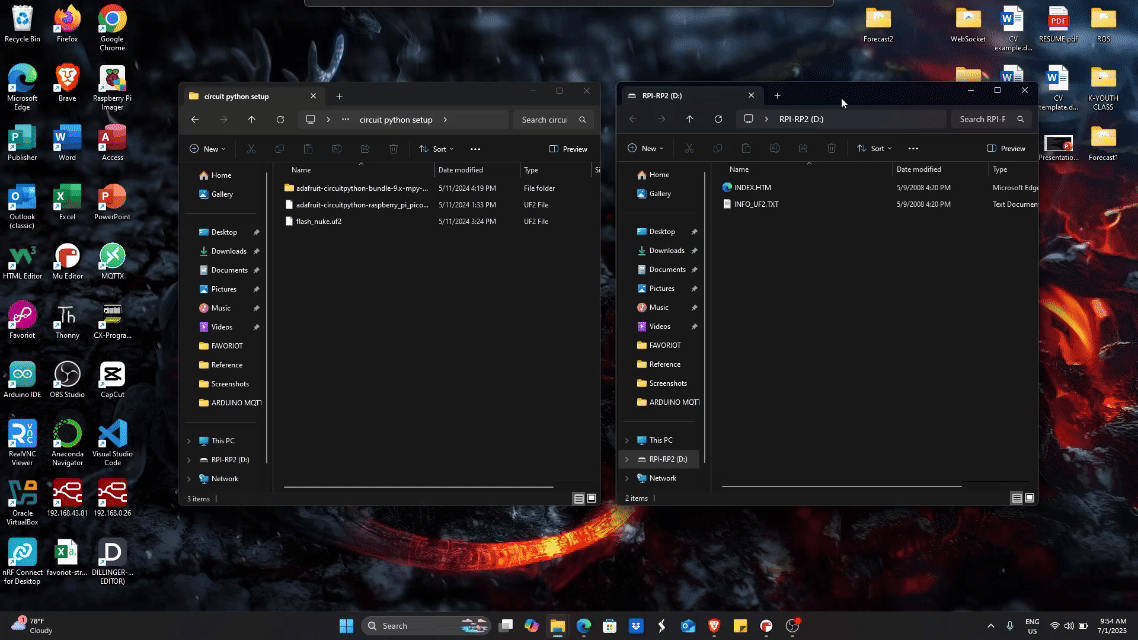 Recycle Bin
Firefox
Google
Chrome
Microsoft
Edge
Brave
Raspberry Pi
Imager
Publisher
Word
Access
Outlook
(classic)
Excel
PowerPoint
HTML Editor
Mu Editor
MQTTX
Favoriot
Thonny
CX-Progra...
Arduino IDE
OBS Studio
CapCut
RealVNC
Viewer
Anaconda
Navigator
Visual Studio
Code
Oracle
VirtualBox
192.168.43.81
192.168.0.26
nRF Connect
for Desktop
favoriot-str...
DILLINGER-...
EDITOR)
Forecast2
WebSocket
CV
example.d...
RESUME.pdf
ROS
CV
template.d...
K-YOUTH
CLASS
Presentatio...
Forecast1
circuit python setup
circuit python setup
Search circui
New
Sort
Preview
Name
Date modified
Type
Si
adafruit-circuitpython-bundle-9.x-mpy-...
5/11/2024 4:19 PM
File folder
adafruit-circuitpython-raspberry_pi_pico...
5/11/2024 1:33 PM
UF2 File
flash_nuke.uf2
5/11/2024 3:24 PM
UF2 File
Home
Gallery
Desktop
Downloads
Documents
Pictures
Music
Videos
FAVORIOT
Reference
Screenshots
ARDUINO MQTT
This PC
RPI-RP2 (D:)
Network
3 items
RPI-RP2 (D:)
RPI-RP2 (D:)
Search RPI-F
New
Sort
Preview
Name
Date modified
Type
INDEX.HTM
5/9/2008 4:20 PM
Microsoft Edge
INFO_UF2.TXT
5/9/2008 4:20 PM
Text Documen
Home
Gallery
Desktop
Downloads
Documents
Pictures
Music
Videos
FAVORIOT
Reference
Screenshots
ARDUINO MQTT
This PC
RPI-RP2 (D:)
Network
2 items
1
78°F
Cloudy
Search
ENG
US
9:54 AM
7/1/2025